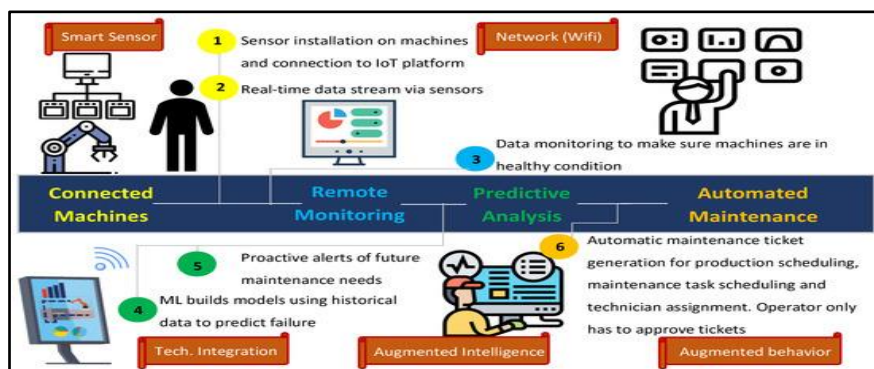 Smart Sensor
1 Sensor installation on machines
and connection to IoT platform
2 Real-time data stream via sensors
Network (Wifi)
3 Data monitoring to make sure machines are in
healthy condition
Connected
Machines
Remote
Monitoring
Predictive
Analysis
Automated
Maintenance
5 Proactive alerts of future
maintenance needs
4 ML builds models using historical
data to predict failure
6 Automatic maintenance ticket
generation for production scheduling,
maintenance task scheduling and
technician assignment. Operator only
has to approve tickets
Tech. Integration
Augmented Intelligence
Augmented behavior